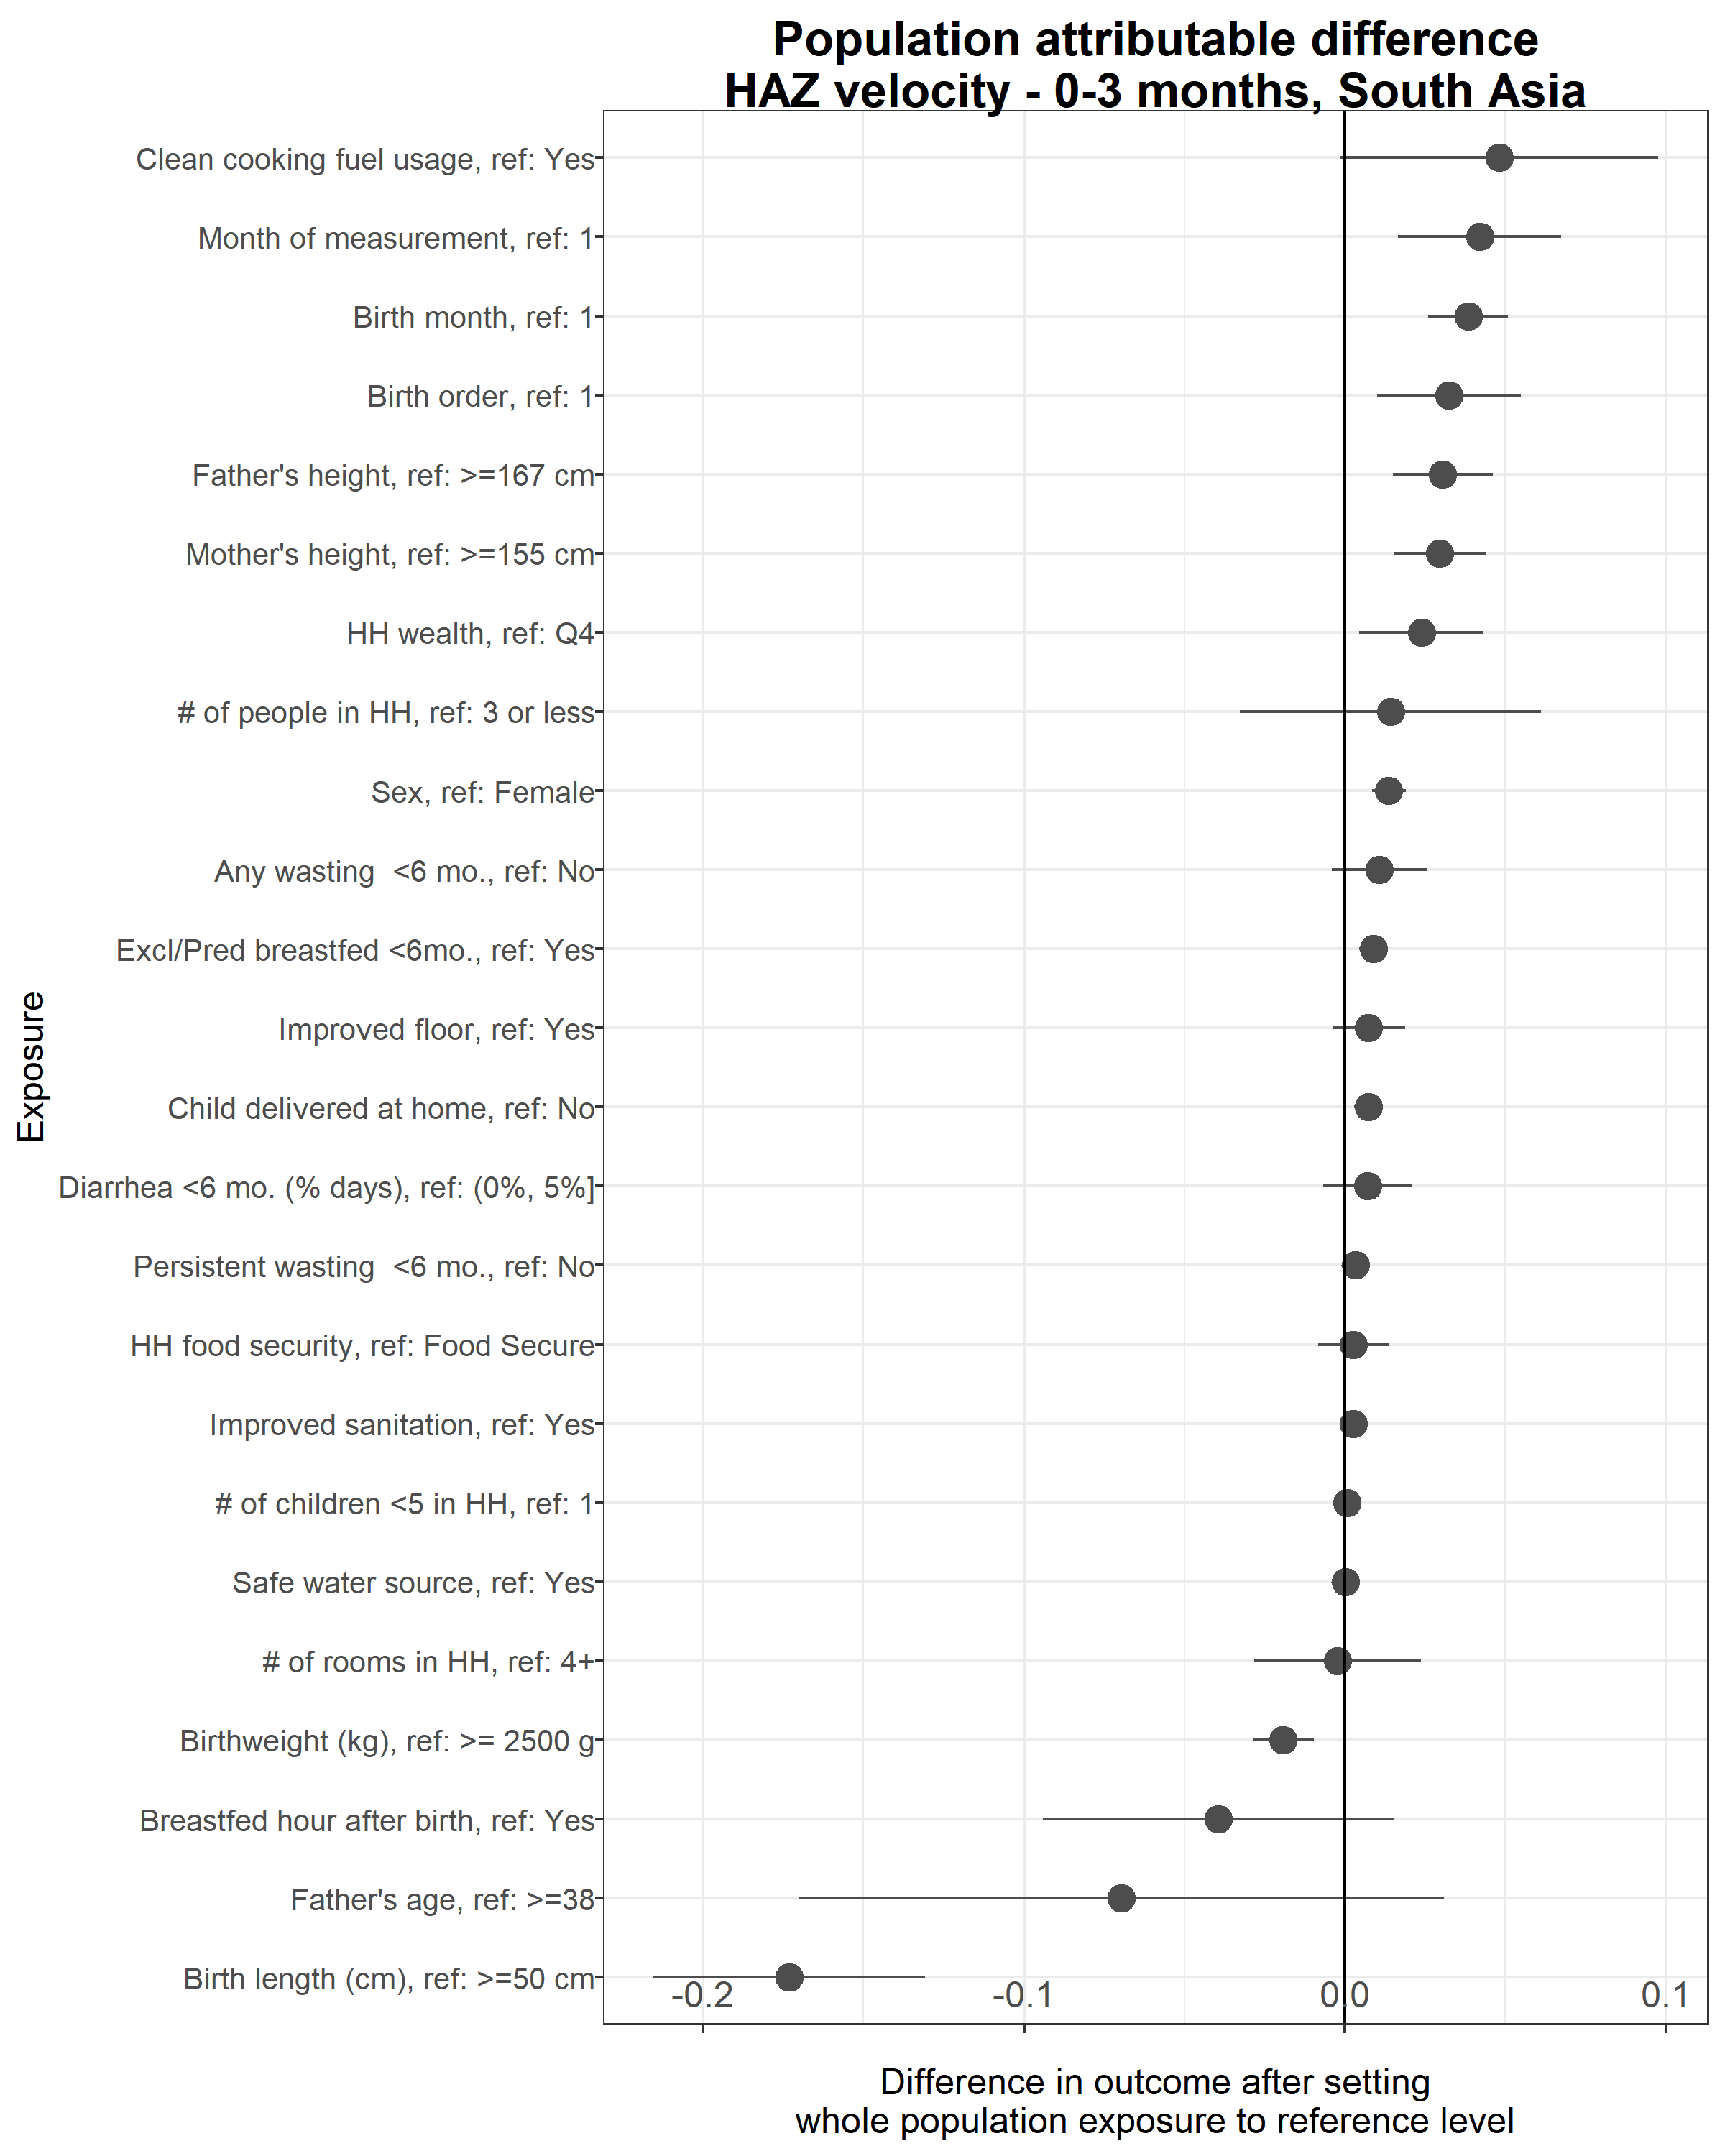 Population attributable difference
HAZ velocity - 0-3 months, South Asia
Exposure
Clean cooking fuel usage, ref: Yes
Month of measurement, ref: 1
Birth month, ref: 1
Birth order, ref: 1
Father's height, ref: >=167 cm
Mother's height, ref: >=155 cm
HH wealth, ref: Q4
# of people in HH, ref: 3 or less
Sex, ref: Female
Any wasting  <6 mo., ref: No
Excl/Pred breastfed <6mo., ref: Yes
Improved floor, ref: Yes
Child delivered at home, ref: No
Diarrhea <6 mo. (% days), ref: (0%, 5%]
Persistent wasting  <6 mo., ref: No
HH food security, ref: Food Secure
Improved sanitation, ref: Yes
# of children <5 in HH, ref: 1
Safe water source, ref: Yes
# of rooms in HH, ref: 4+
Birthweight (kg), ref: >= 2500 g
Breastfed hour after birth, ref: Yes
Father's age, ref: >=38
Birth length (cm), ref: >=50 cm
-0.2 -0.1 0.0 0.1
Difference in outcome after setting
whole population exposure to reference level